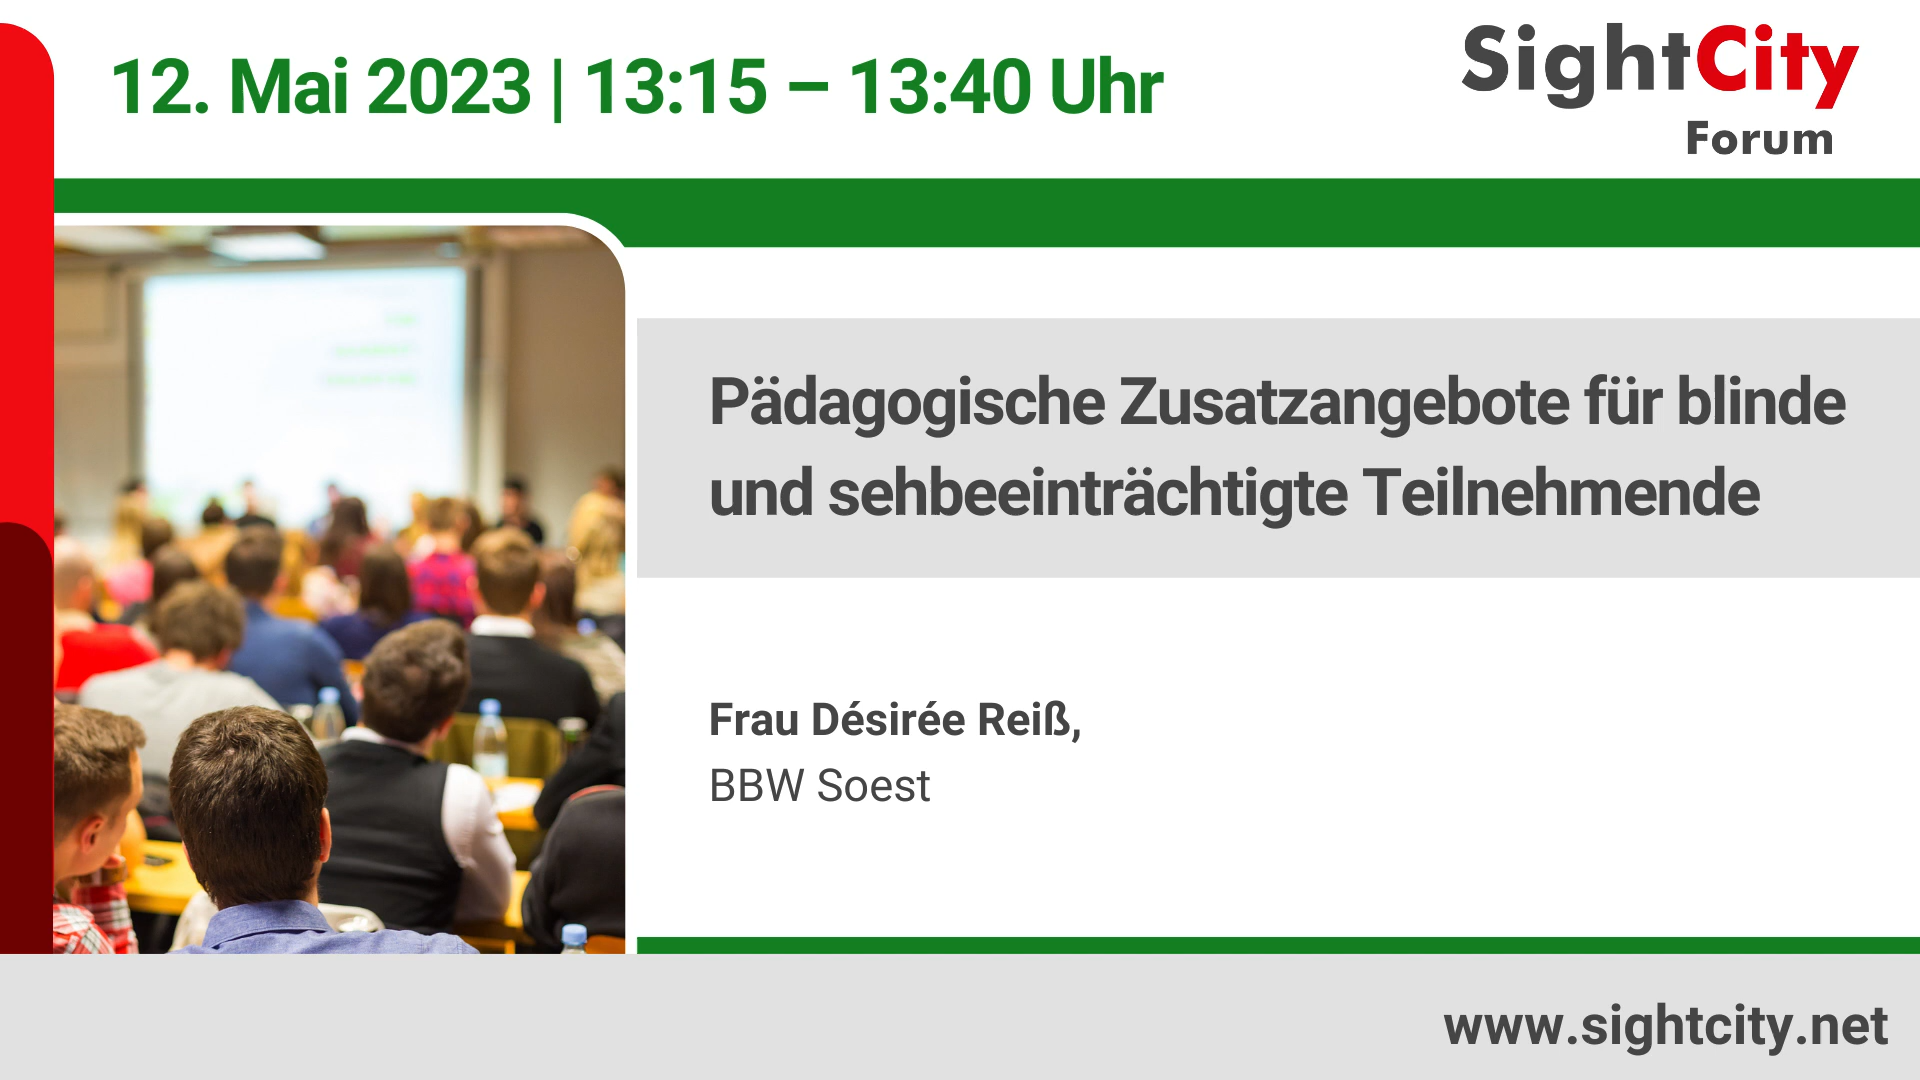 12. Mai 2023 | 13:15 – 13:40 Uhr
SightCity
Forum
Pädagogische Zusatzangebote für blinde
und sehbeeinträchtigte Teilnehmende
Frau Désirée Reiß,
BBW Soest
www.sightcity.net